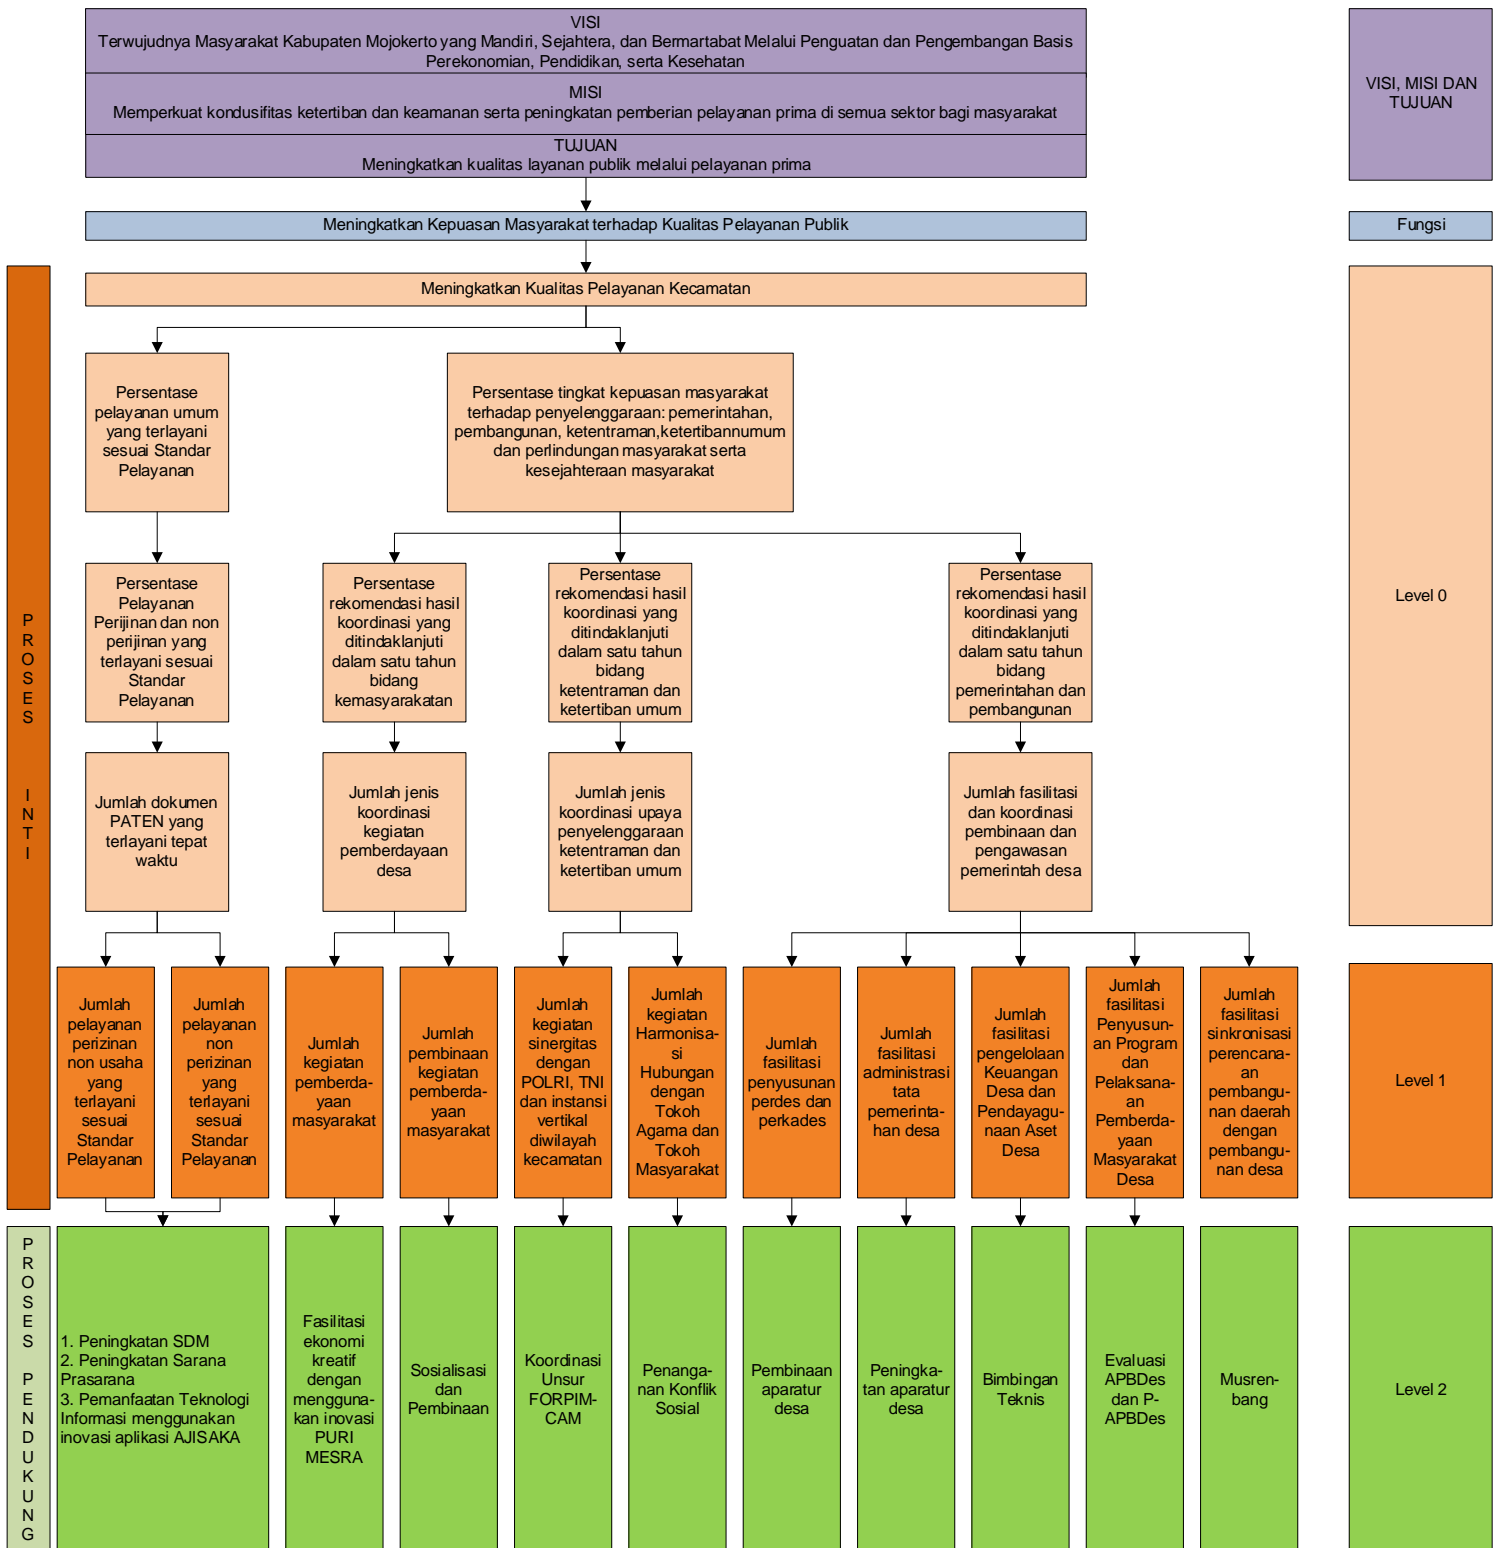 VISI
Terwujudnya Masyarakat Kabupaten Mojokerto yang Mandiri, Sejahtera, dan Bermartabat Melalui Penguatan dan Pengembangan Basis
Perekonomian, Pendidikan, serta Kesehatan
MISI
Memperkuat kondusifitas ketertiban dan keamanan serta peningkatan pemberian pelayanan prima di semua sektor bagi masyarakat
TUJUAN
Meningkatkan kualitas layanan publik melalui pelayanan prima
VISI, MISI DAN
TUJUAN
Meningkatkan Kepuasan Masyarakat terhadap Kualitas Pelayanan Publik
Fungsi
P
R
O
S
E
S
I
N
T
I
Meningkatkan Kualitas Pelayanan Kecamatan
Persentase
pelayanan umum
yang terlayani
sesuai Standar
Pelayanan
Persentase tingkat kepuasan masyarakat
terhadap penyelenggaraan: pemerintahan,
pembangunan, ketentraman,ketertibannumum
dan perlindungan masyarakat serta
kesejahteraan masyarakat
Persentase
Pelayanan
Perijinan dan non
perijinan yang
terlayani sesuai
Standar
Pelayanan
Persentase
rekomendasi hasil
koordinasi yang
ditindaklanjuti
dalam satu tahun
bidang
kemasyarakatan
Persentase
rekomendasi hasil
koordinasi yang
ditindaklanjuti
dalam satu tahun
bidang
ketentraman dan
ketertiban umum
Persentase
rekomendasi hasil
koordinasi yang
ditindaklanjuti
dalam satu tahun
bidang
pemerintahan dan
pembangunan
Level 0
Jumlah dokumen
PATEN yang
terlayani tepat
waktu
Jumlah jenis
koordinasi
kegiatan
pemberdayaan
desa
Jumlah jenis
koordinasi upaya
penyelenggaraan
ketentraman dan
ketertiban umum
Jumlah fasilitasi
dan koordinasi
pembinaan dan
pengawasan
pemerintah desa
Jumlah
pelayanan
perizinan
non usaha
yang
terlayani
sesuai
Standar
Pelayanan
Jumlah
pelayanan
non
perizinan
yang
terlayani
sesuai
Standar
Pelayanan
Jumlah
kegiatan
pemberda-
yaan
masyarakat
Jumlah
pembinaan
kegiatan
pemberda-
yaan
masyarakat
Jumlah
kegiatan
sinergitas
dengan
POLRI, TNI
dan instansi
vertikal
diwilayah
kecamatan
Jumlah
kegiatan
Harmonisa-
si
Hubungan
dengan
Tokoh
Agama dan
Tokoh
Masyarakat
Jumlah
fasilitasi
penyusunan
perdes dan
perkades
Jumlah
fasilitasi
administrasi
tata
pemerinta-
han desa
Jumlah
fasilitasi
pengelolaan
Keuangan
Desa dan
Pendayagu-
naan Aset
Desa
Jumlah
fasilitasi
Penyusun-
an Program
dan
Pelaksana-
an
Pemberda-
yaan
Masyarakat
Desa
Jumlah
fasilitasi
sinkronisasi
perencana-
an
pembangu-
nan daerah
dengan
pembangu-
nan desa
Level 1
P
R
O
S
E
S
P
E
N
D
U
K
U
N
G
1. Peningkatan SDM
2. Peningkatan Sarana
Prasarana
3. Pemanfaatan Teknologi
Informasi menggunakan
inovasi aplikasi AJISAKA
Fasilitasi
ekonomi
kreatif
dengan
mengguna-
kan inovasi
PURI
MESRA
Sosialisasi
dan
Pembinaan
Koordinasi
Unsur
FORPIM-
CAM
Penanga-
nan Konflik
Sosial
Pembinaan
aparatur
desa
Peningka-
tan aparatur
desa
Bimbingan
Teknis
Evaluasi
APBDes
dan P-
APBDes
Musren-
bang
Level 2